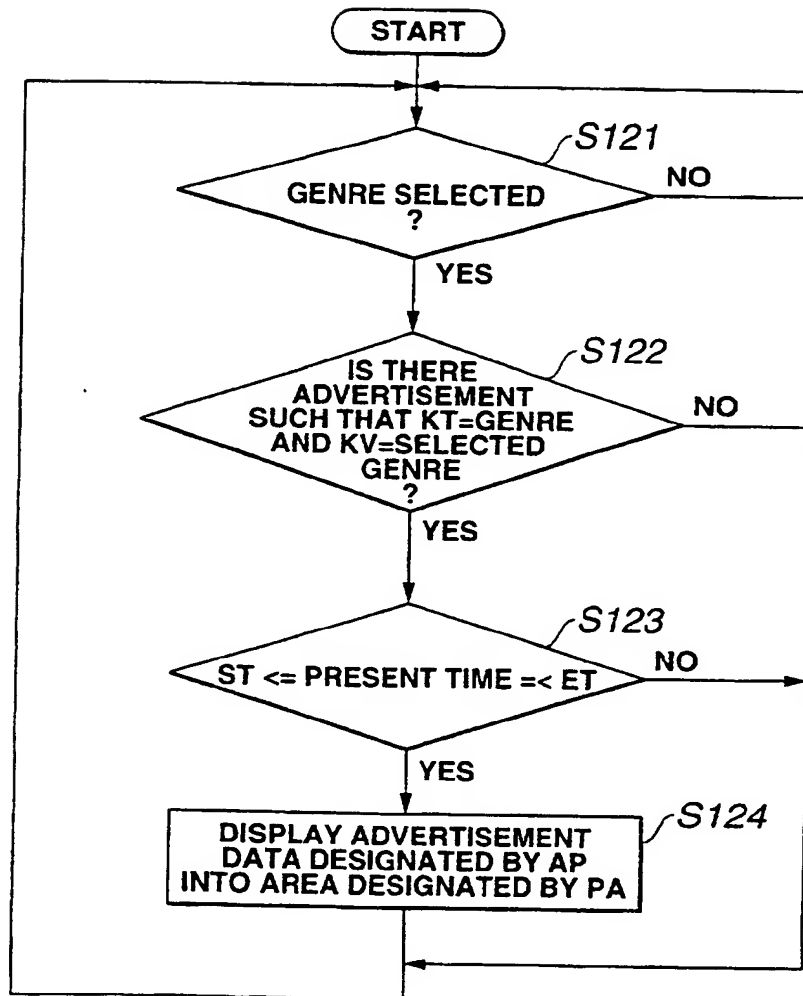 START
S121
GENRE SELECTED
?
NO
YES
S122
IS THERE
ADVERTISEMENT
SUCH THAT KT=GENRE
AND KV=SELECTED
GENRE
?
NO
YES
S123
ST <= PRESENT TIME =< ET
NO
YES
S124
DISPLAY ADVERTISEMENT
DATA DESIGNATED BY AP
INTO AREA DESIGNATED BY PA